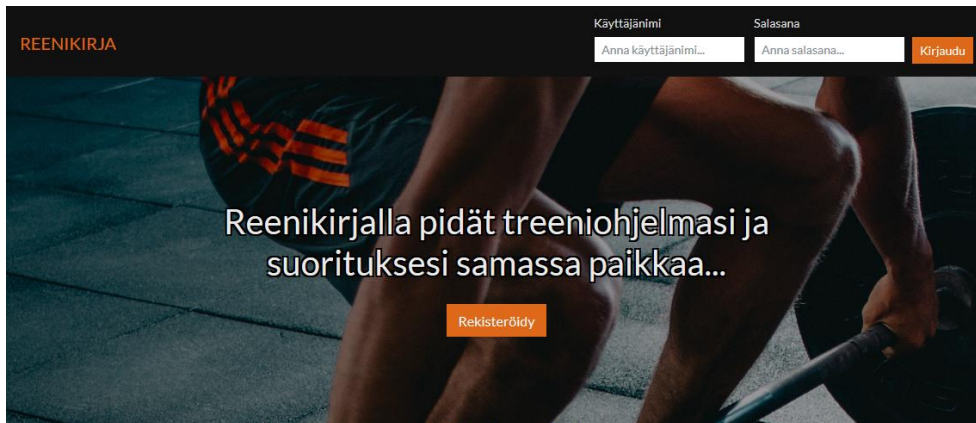 REENIKIRJA
Käyttäjänimi
Anna käyttäjänimi...
Salasana
Anna salasana...
Kirjaudu
Reenikirjalla pidät treeniohjelmasi ja
suorituksesi samassa paikkaa...
Rekisteröidy